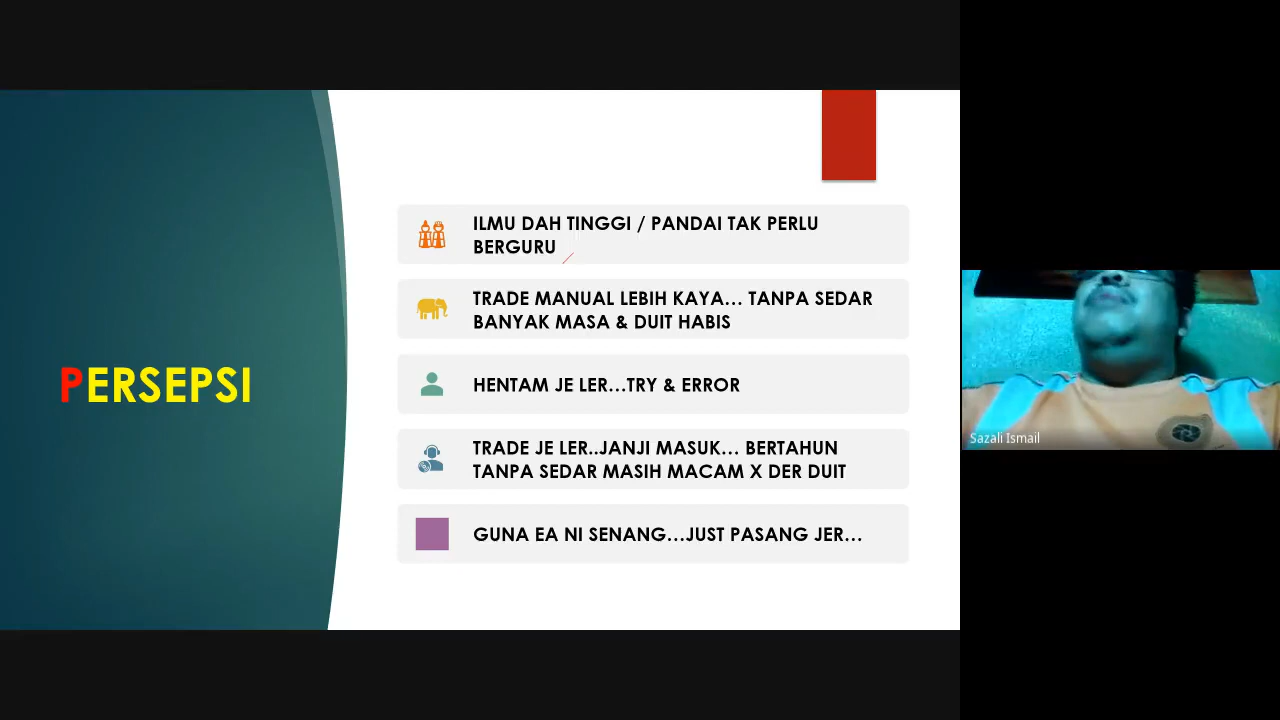 PERSEPSI
ILMU DAH TINGGI / PANDAI TAK PERLU
BERGURU
TRADE MANUAL LEBIH KAYA... TANPA SEDAR
BANYAK MASA & DUIT HABIS
HENTAM JE LER...TRY & ERROR
TRADE JE LER..JANJI MASUK... BERTAHUN
TANPA SEDAR MASIH MACAM X DER DUIT
GUNA EA NI SENANG...JUST PASANG JER...
Sazali Ismail